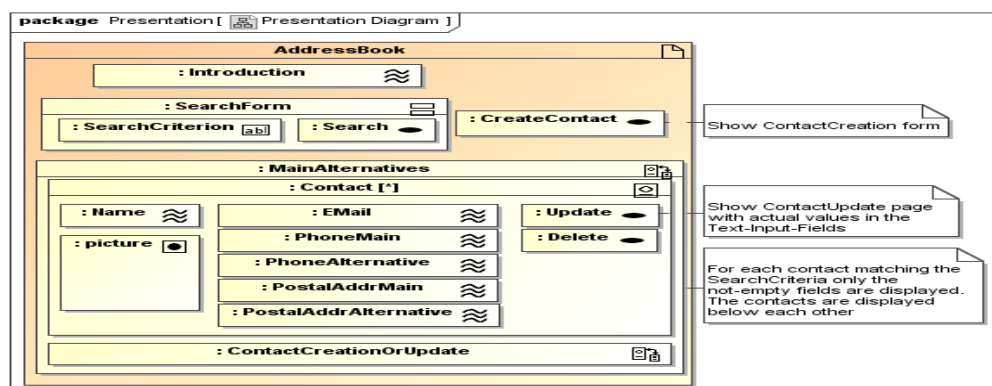 package Presentation [ Presentation Diagram ]
AddressBook
: Introduction
: SearchForm
: SearchCriterion abl
: Search
: CreateContact
Show ContactCreation form
: MainAlternatives
: Contact [*]
: Name
: picture
: EMail
: PhoneMain
: PhoneAlternative
: PostalAddrMain
: PostalAddrAlternative
: Update
: Delete
Show ContactUpdate page
with actual values in the
Text-Input-Fields
For each contact matching the
SearchCriteria only the
not-empty fields are displayed.
The contacts are displayed
below each other
: ContactCreationOrUpdate